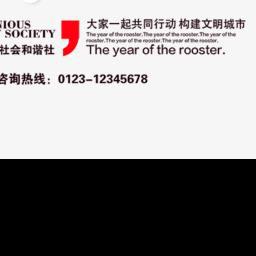 NIOUS
SOCIETY
社会和谐社
大家一起共同行动 构建文明城市
The year of the rooster.The year of the rooster.The year of the
rooster.The year of the rooster.The year of the rooster.
The year of the rooster.
咨询热线：0123-12345678